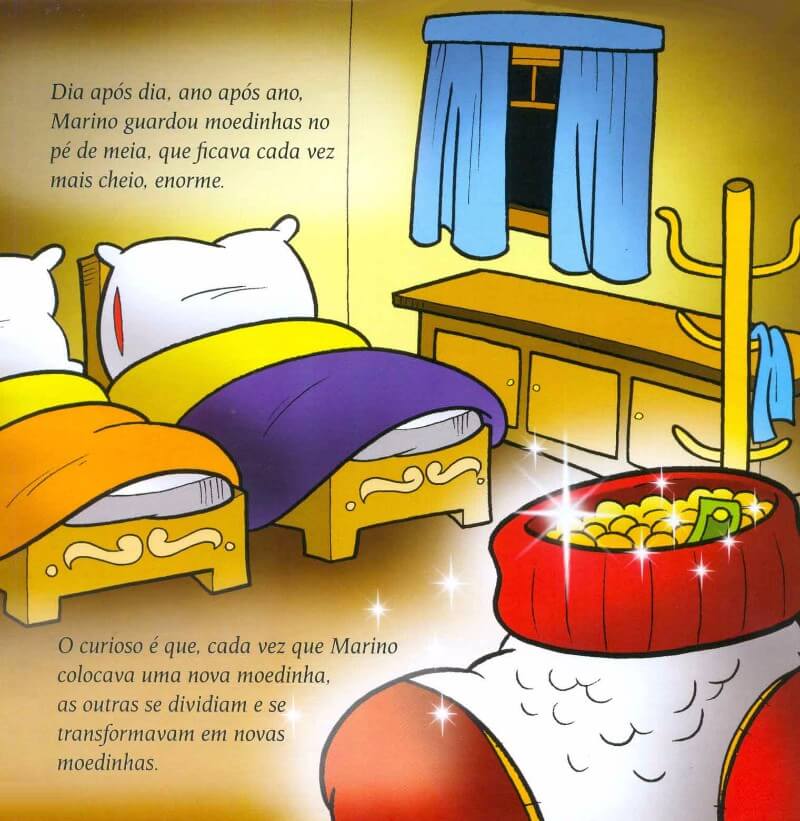 Dia após dia, ano após ano,
Marino guardou moedinhas no
pé de meia, que ficava cada vez
mais cheio, enorme.
O curioso é que, cada vez que Marino
colocava uma nova moedinha,
as outras se dividiam e se
transformavam em novas
moedinhas.